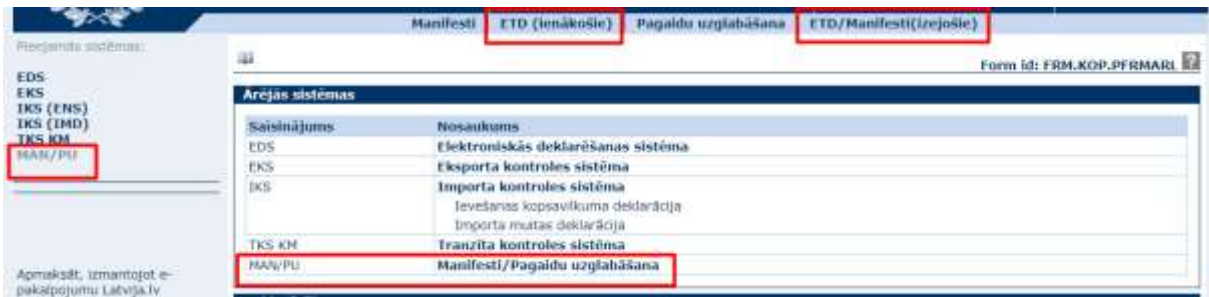 Manifesti ETD (ienākošie) Pagaidu uzglabāšana ETD/Manifesti(izejošie)
Pieejamās sistēmas:
Form id: FRM.KOP.PFRMARL ?
EDS
EKS
IKS (ENS)
IKS (IMD)
TKS KM
MAN/PU
Ārējās sistēmas
Saīsinājums Nosaukums
EDS Elektroniskās deklarēšanas sistēma
EKS Eksporta kontroles sistēma
IKS Importa kontroles sistēma
Ievešanas kopsavilkuma deklarācija
Importa muitas deklarācija
TKS KM Tranzīta kontroles sistēma
MAN/PU Manifesti/Pagaidu uzglabāšana
Apmaksāt, izmantojot e-
pakalpojumu Latvija.lv